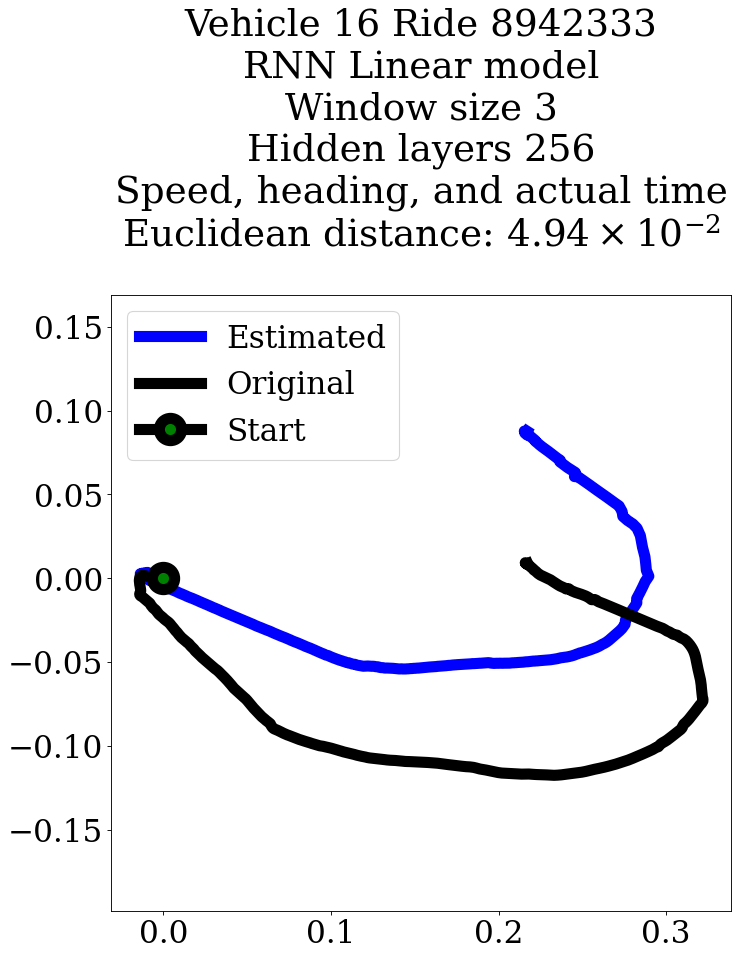 Vehicle 16 Ride 8942333
RNN Linear model
Window size 3
Hidden layers 256
Speed, heading, and actual time
Euclidean distance: 4.94 × 10⁻²
Estimated
Original
Start
0.15
0.10
0.05
0.00
−0.05
−0.10
−0.15
0.0 0.1 0.2 0.3